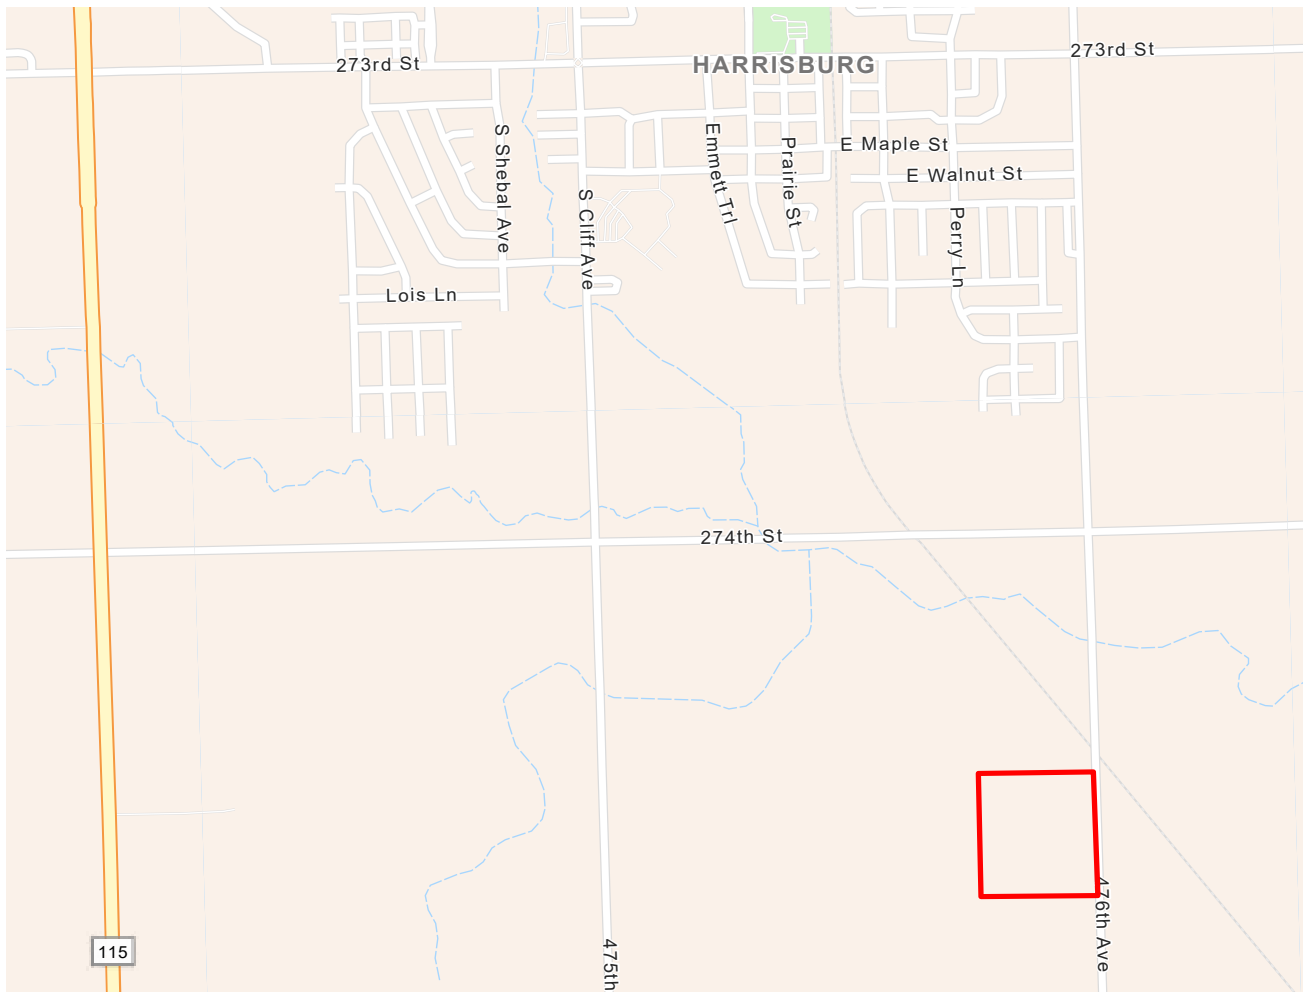 273rd St
HARRISBURG
273rd St
S Shebal Ave
Emmett Trl
Prairie St
E Maple St
E Walnut St
S Cliff Ave
Perry Ln
Lois Ln
274th St
476th Ave
115
475th